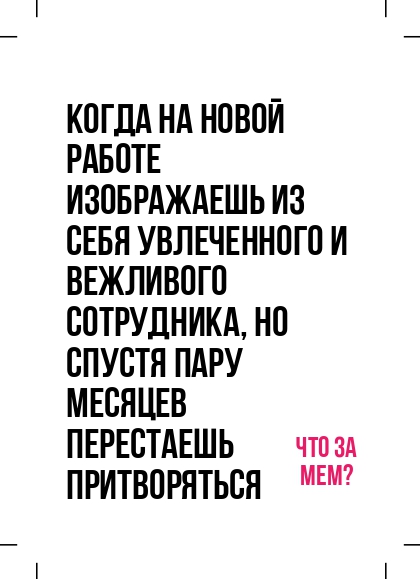 КОГДА НА НОВОЙ
РАБОТЕ
ИЗОБРАЖАЕШЬ ИЗ
СЕБЯ УВЛЕЧЕННОГО И
ВЕЖЛИВОГО
СОТРУДНИКА, НО
СПУСТЯ ПАРУ
МЕСЯЦЕВ
ПЕРЕСТАЕШЬ
ПРИТВОРЯТЬСЯ
ЧТО ЗА
МЕМ?